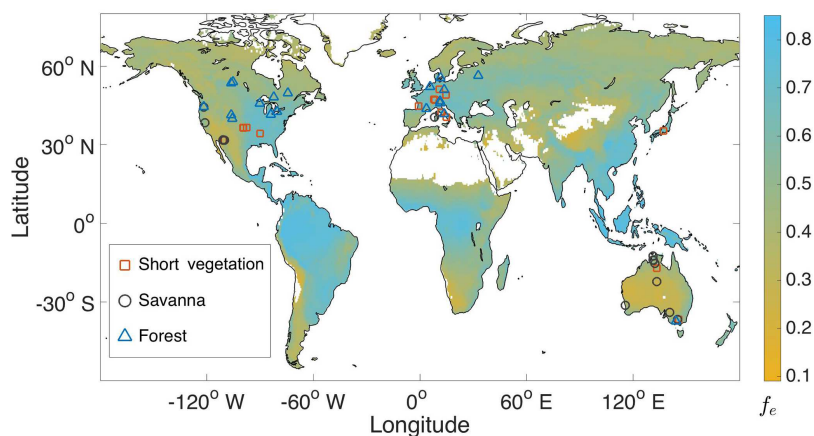 60° N
30° N
0°
-30° S
Latitude
Short vegetation
Savanna
Forest
-120° W
-60° W
0°
60° E
120° E
Longitude
0.8
0.7
0.6
0.5
0.4
0.3
0.2
0.1
fₑ